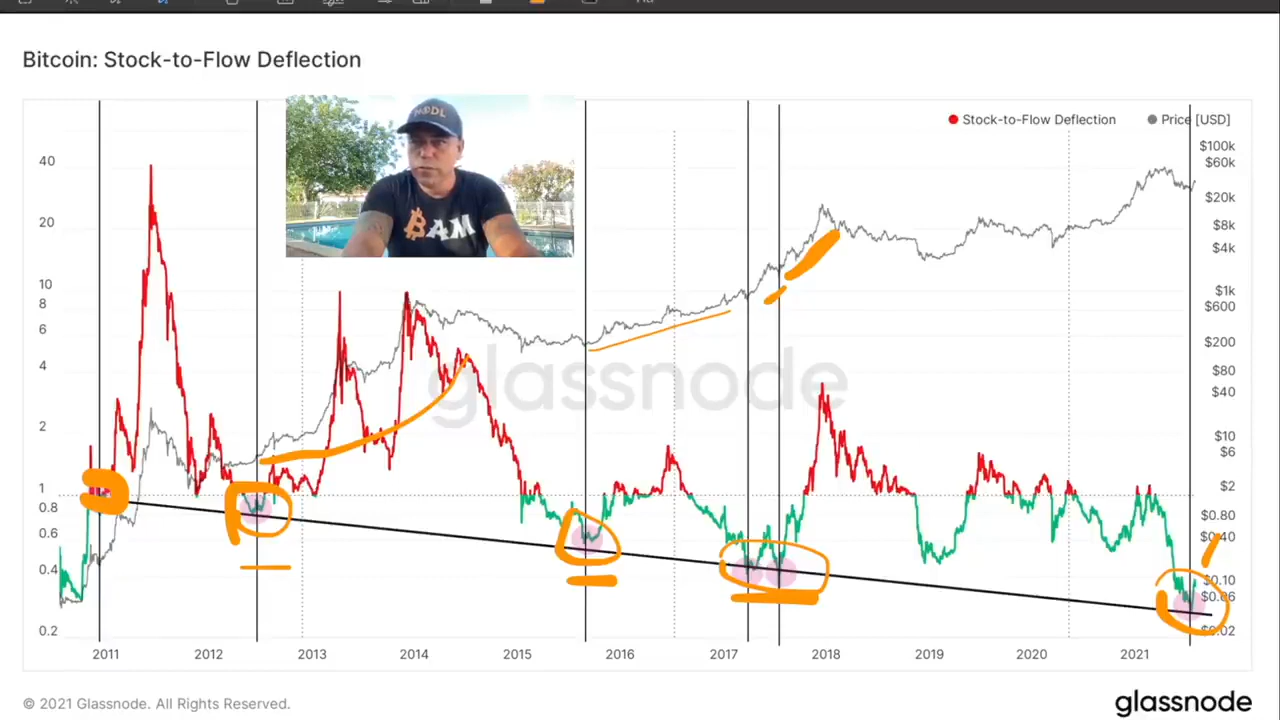 Bitcoin: Stock-to-Flow Deflection
HODL
BAM
Stock-to-Flow Deflection
Price [USD]
40
20
10
8
6
4
2
1
0.8
0.6
0.4
0.2
$100k
$60k
$20k
$8k
$4k
$1k
$600
$200
$80
$40
$10
$6
$2
$0.80
$0.40
$0.10
$0.06
$0.02
glassnode
2011 2012 2013 2014 2015 2016 2017 2018 2019 2020 2021
© 2021 Glassnode. All Rights Reserved.
glassnode